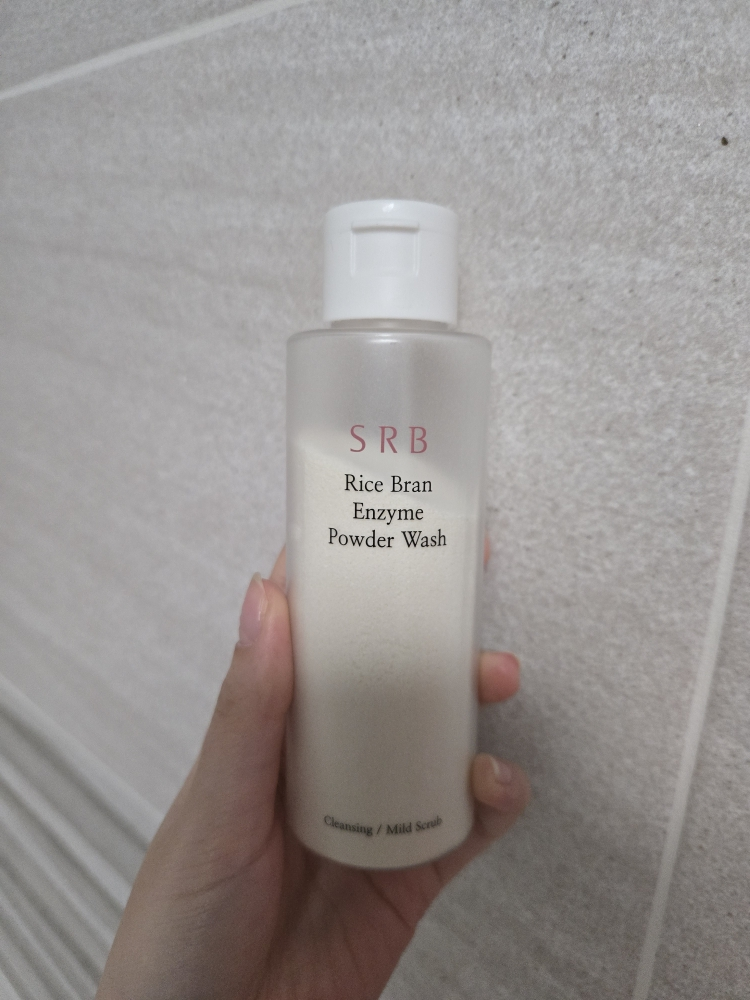 SRB
Rice Bran
Enzyme
Powder Wash
Cleansing / Mild Scrub